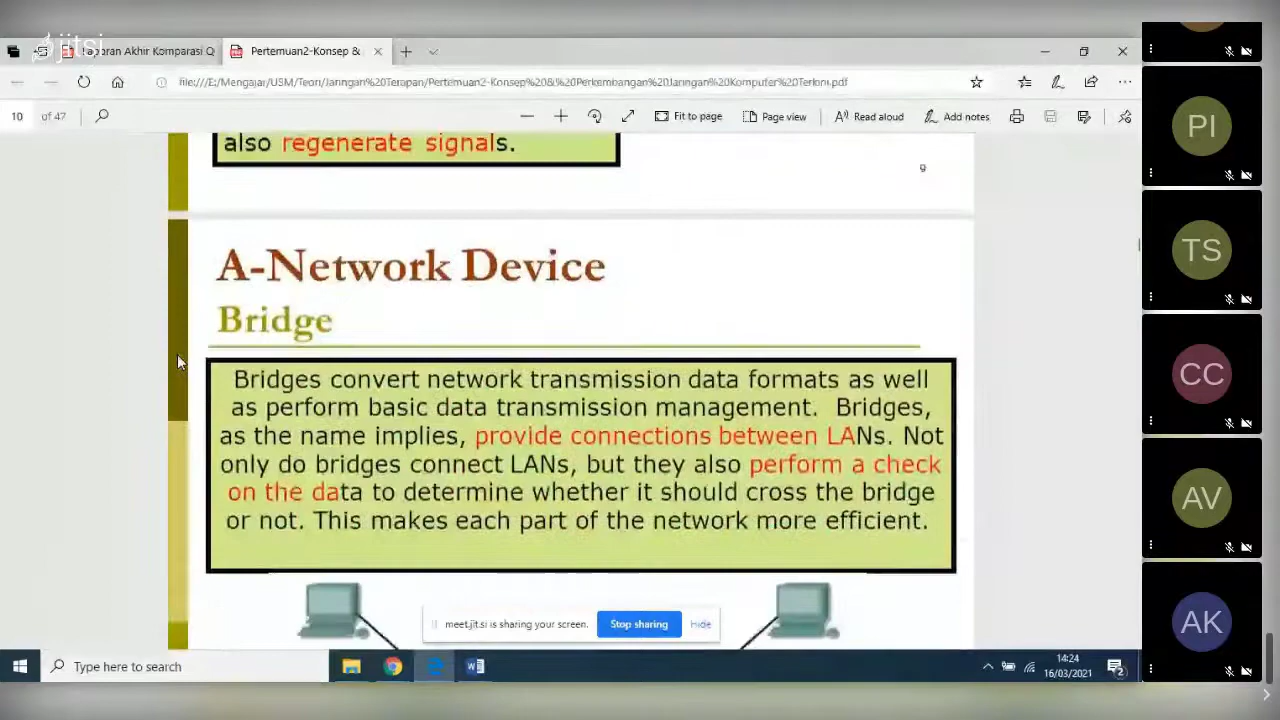 jitsi
aporan Akhir Komparasi Q
Pertemuan2-Konsep &
file:///E:/Mengajar/USM/Teori/Jaringan%20Terapan/Pertemuan2-Konsep%20&%20Perkembangan%20Jaringan%20Komputer%20Terkini.pdf
10 of 47
Fit to page
Page view
Read aloud
Add notes
also regenerate signals.
9
A-Network Device
Bridge
Bridges convert network transmission data formats as well
as perform basic data transmission management. Bridges,
as the name implies, provide connections between LANs. Not
only do bridges connect LANs, but they also perform a check
on the data to determine whether it should cross the bridge
or not. This makes each part of the network more efficient.
meet.jit.si is sharing your screen.
Stop sharing
Hide
Type here to search
14:24
16/03/2021
2
PI
TS
CC
AV
AK